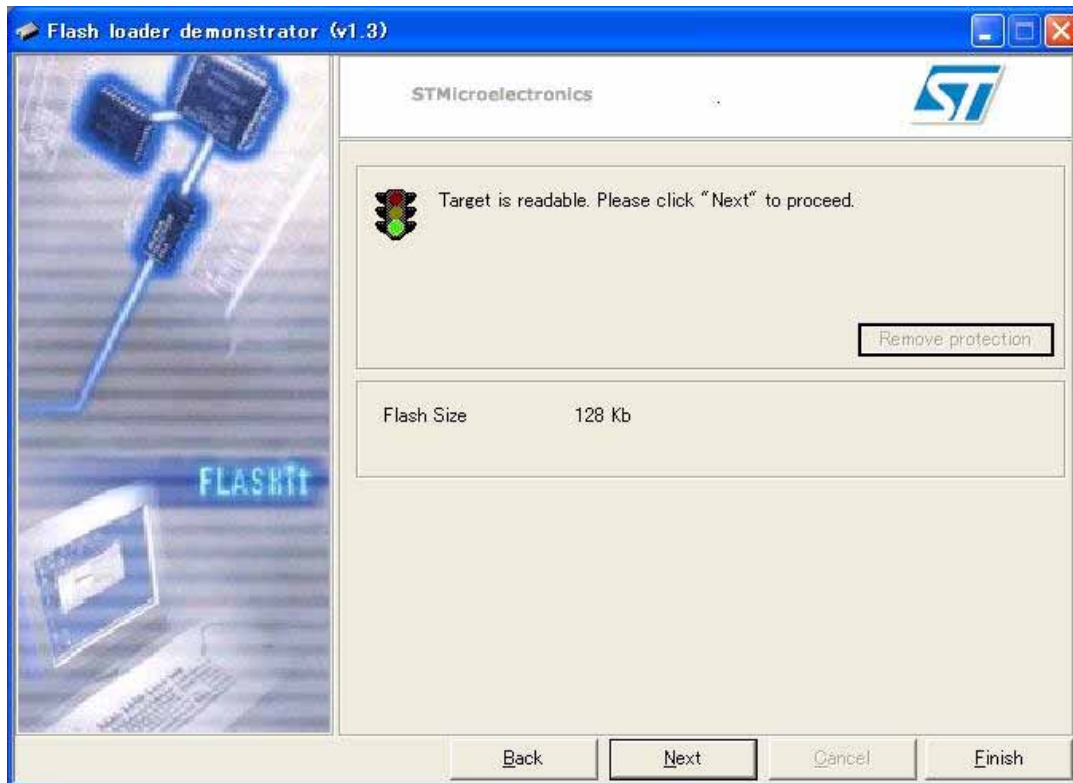 Flash loader demonstrator (v1.3)
STMicroelectronics
ST
Target is readable. Please click "Next" to proceed.
Remove protection
Flash Size 128 Kb
FLASHit
Back Next Cancel Finish